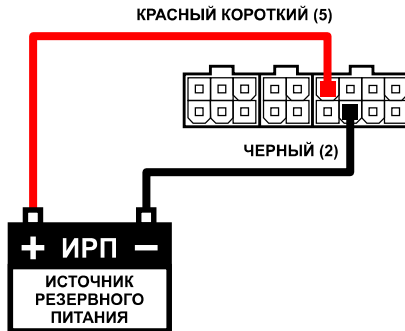 КРАСНЫЙ КОРОТКИЙ (5)
ЧЕРНЫЙ (2)
+ ИРП −
ИСТОЧНИК
РЕЗЕРВНОГО
ПИТАНИЯ